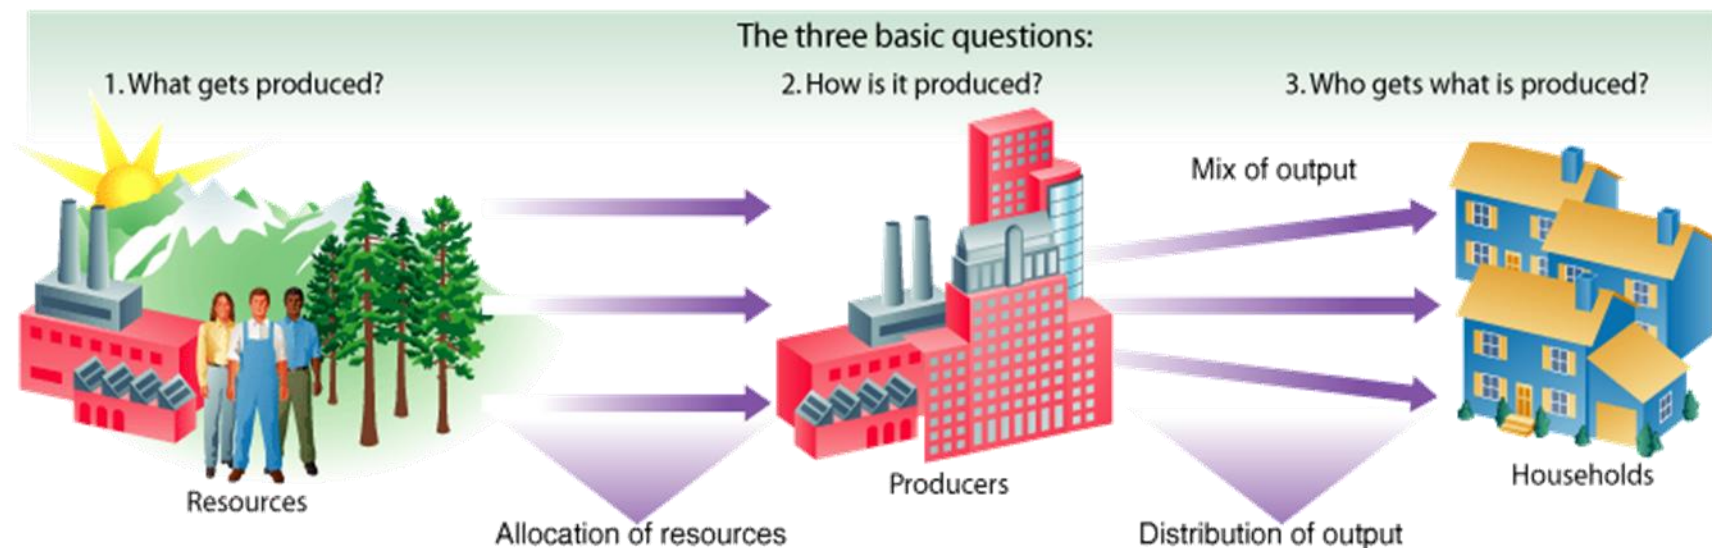 The three basic questions:
1. What gets produced?
2. How is it produced?
3. Who gets what is produced?
Mix of output
Resources
Producers
Households
Allocation of resources
Distribution of output